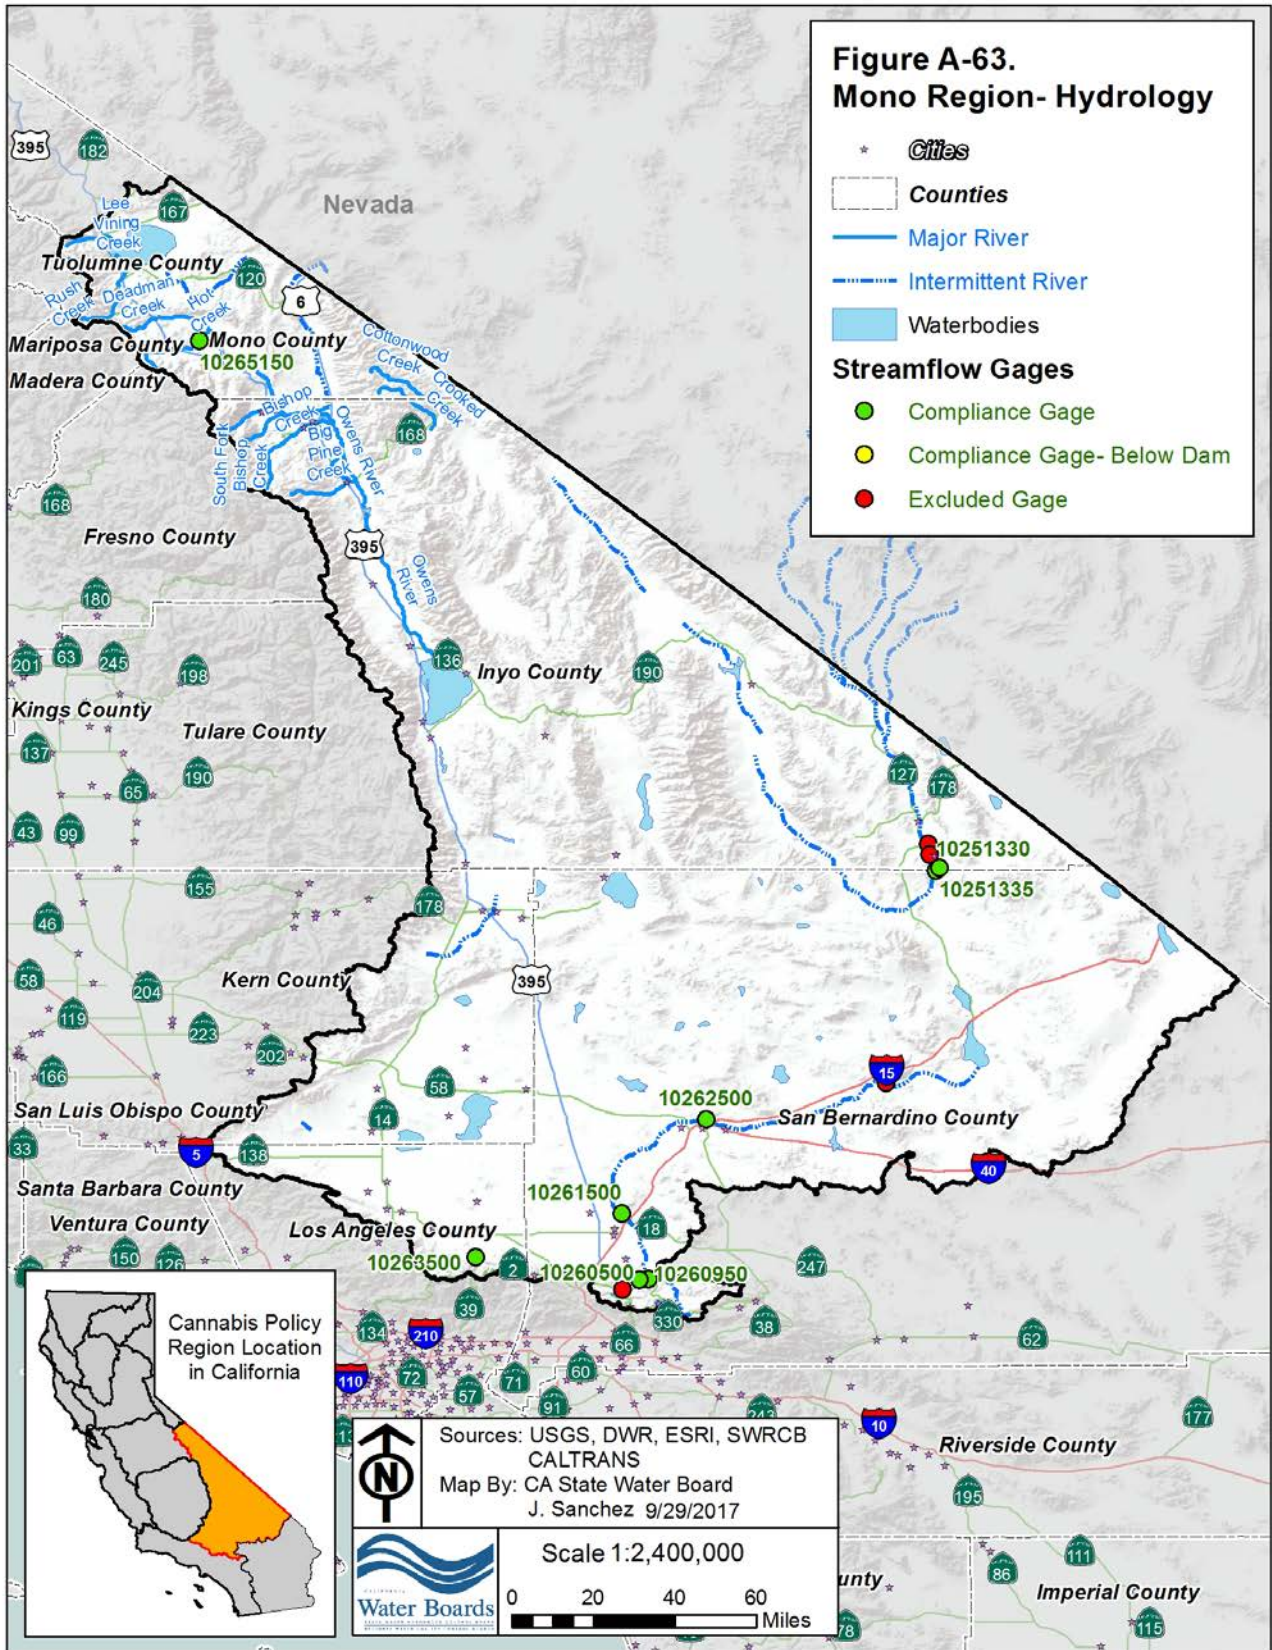 Figure A-63.
Mono Region- Hydrology
Cities
Counties
Major River
Intermittent River
Waterbodies
Streamflow Gages
Compliance Gage
Compliance Gage- Below Dam
Excluded Gage
395
182
Nevada
Lee
Vining
Creek
167
Tuolumne County
120
6
Rush
Creek
Deadman
Creek
Hot
Creek
Mariposa County
Mono County
10265150
Madera County
Cottonwood
Creek
Crooked
Creek
Bishop
Creek
Big
Pine
Creek
Owens River
South Fork
Bishop
Creek
168
168
Fresno County
395
Owens
River
180
201
63
245
198
136
Inyo County
190
Kings County
Tulare County
137
190
65
127
178
43
99
10251330
155
10251335
178
46
Kern County
58
204
395
119
223
202
166
58
15
San Luis Obispo County
14
10262500
San Bernardino County
33
5
138
40
Santa Barbara County
10261500
Ventura County
Los Angeles County
18
150
126
10263500
2
10260500
10260950
247
39
330
134
210
66
38
62
110
72
60
57
71
91
243
10
177
Riverside County
195
111
86
unty
Imperial County
78
115
Cannabis Policy
Region Location
in California
N
Sources: USGS, DWR, ESRI, SWRCB
CALTRANS
Map By: CA State Water Board
J. Sanchez 9/29/2017
CALIFORNIA
Water Boards
Scale 1:2,400,000
0 20 40 60
Miles